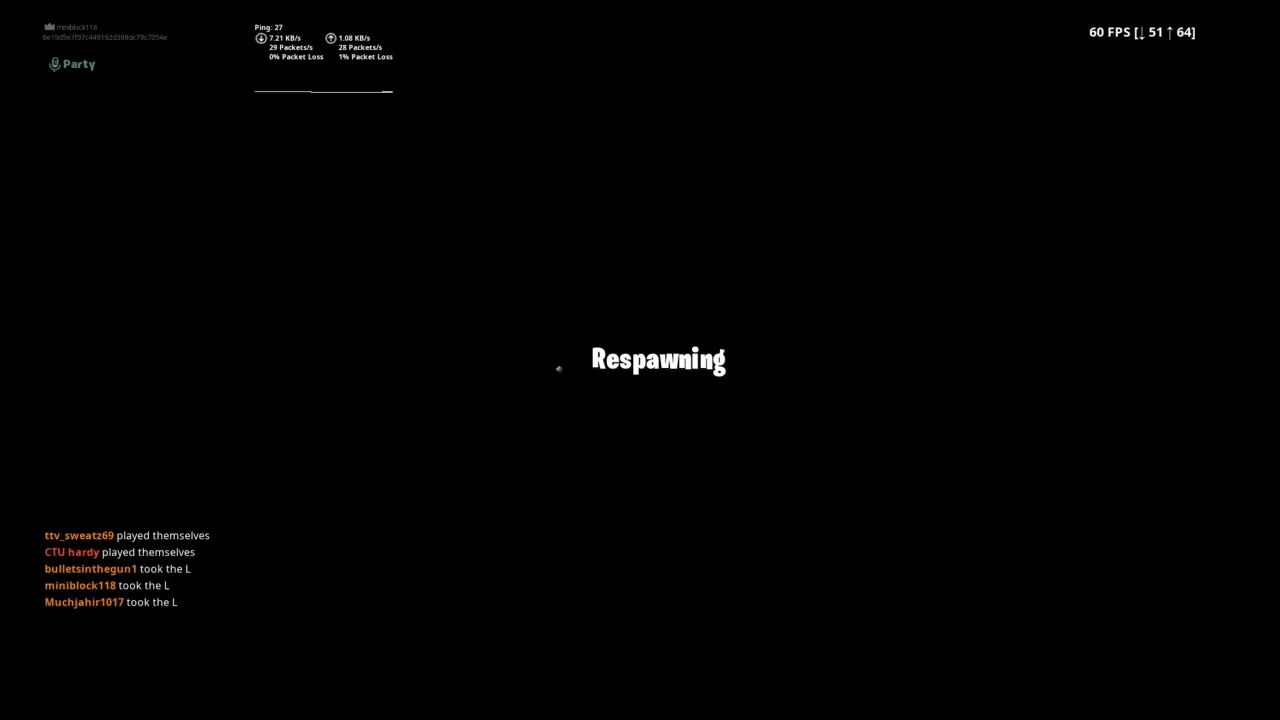 miniblock118
Ping: 27
7.21 KB/s
1.08 KB/s
29 Packets/s
28 Packets/s
0% Packet Loss
1% Packet Loss
60 FPS [↓ 51 ↑ 64]
Party
Respawning
ttv_sweatz69 played themselves
CTU hardy played themselves
bulletsinthegun1 took the L
miniblock118 took the L
Muchjahir1017 took the L